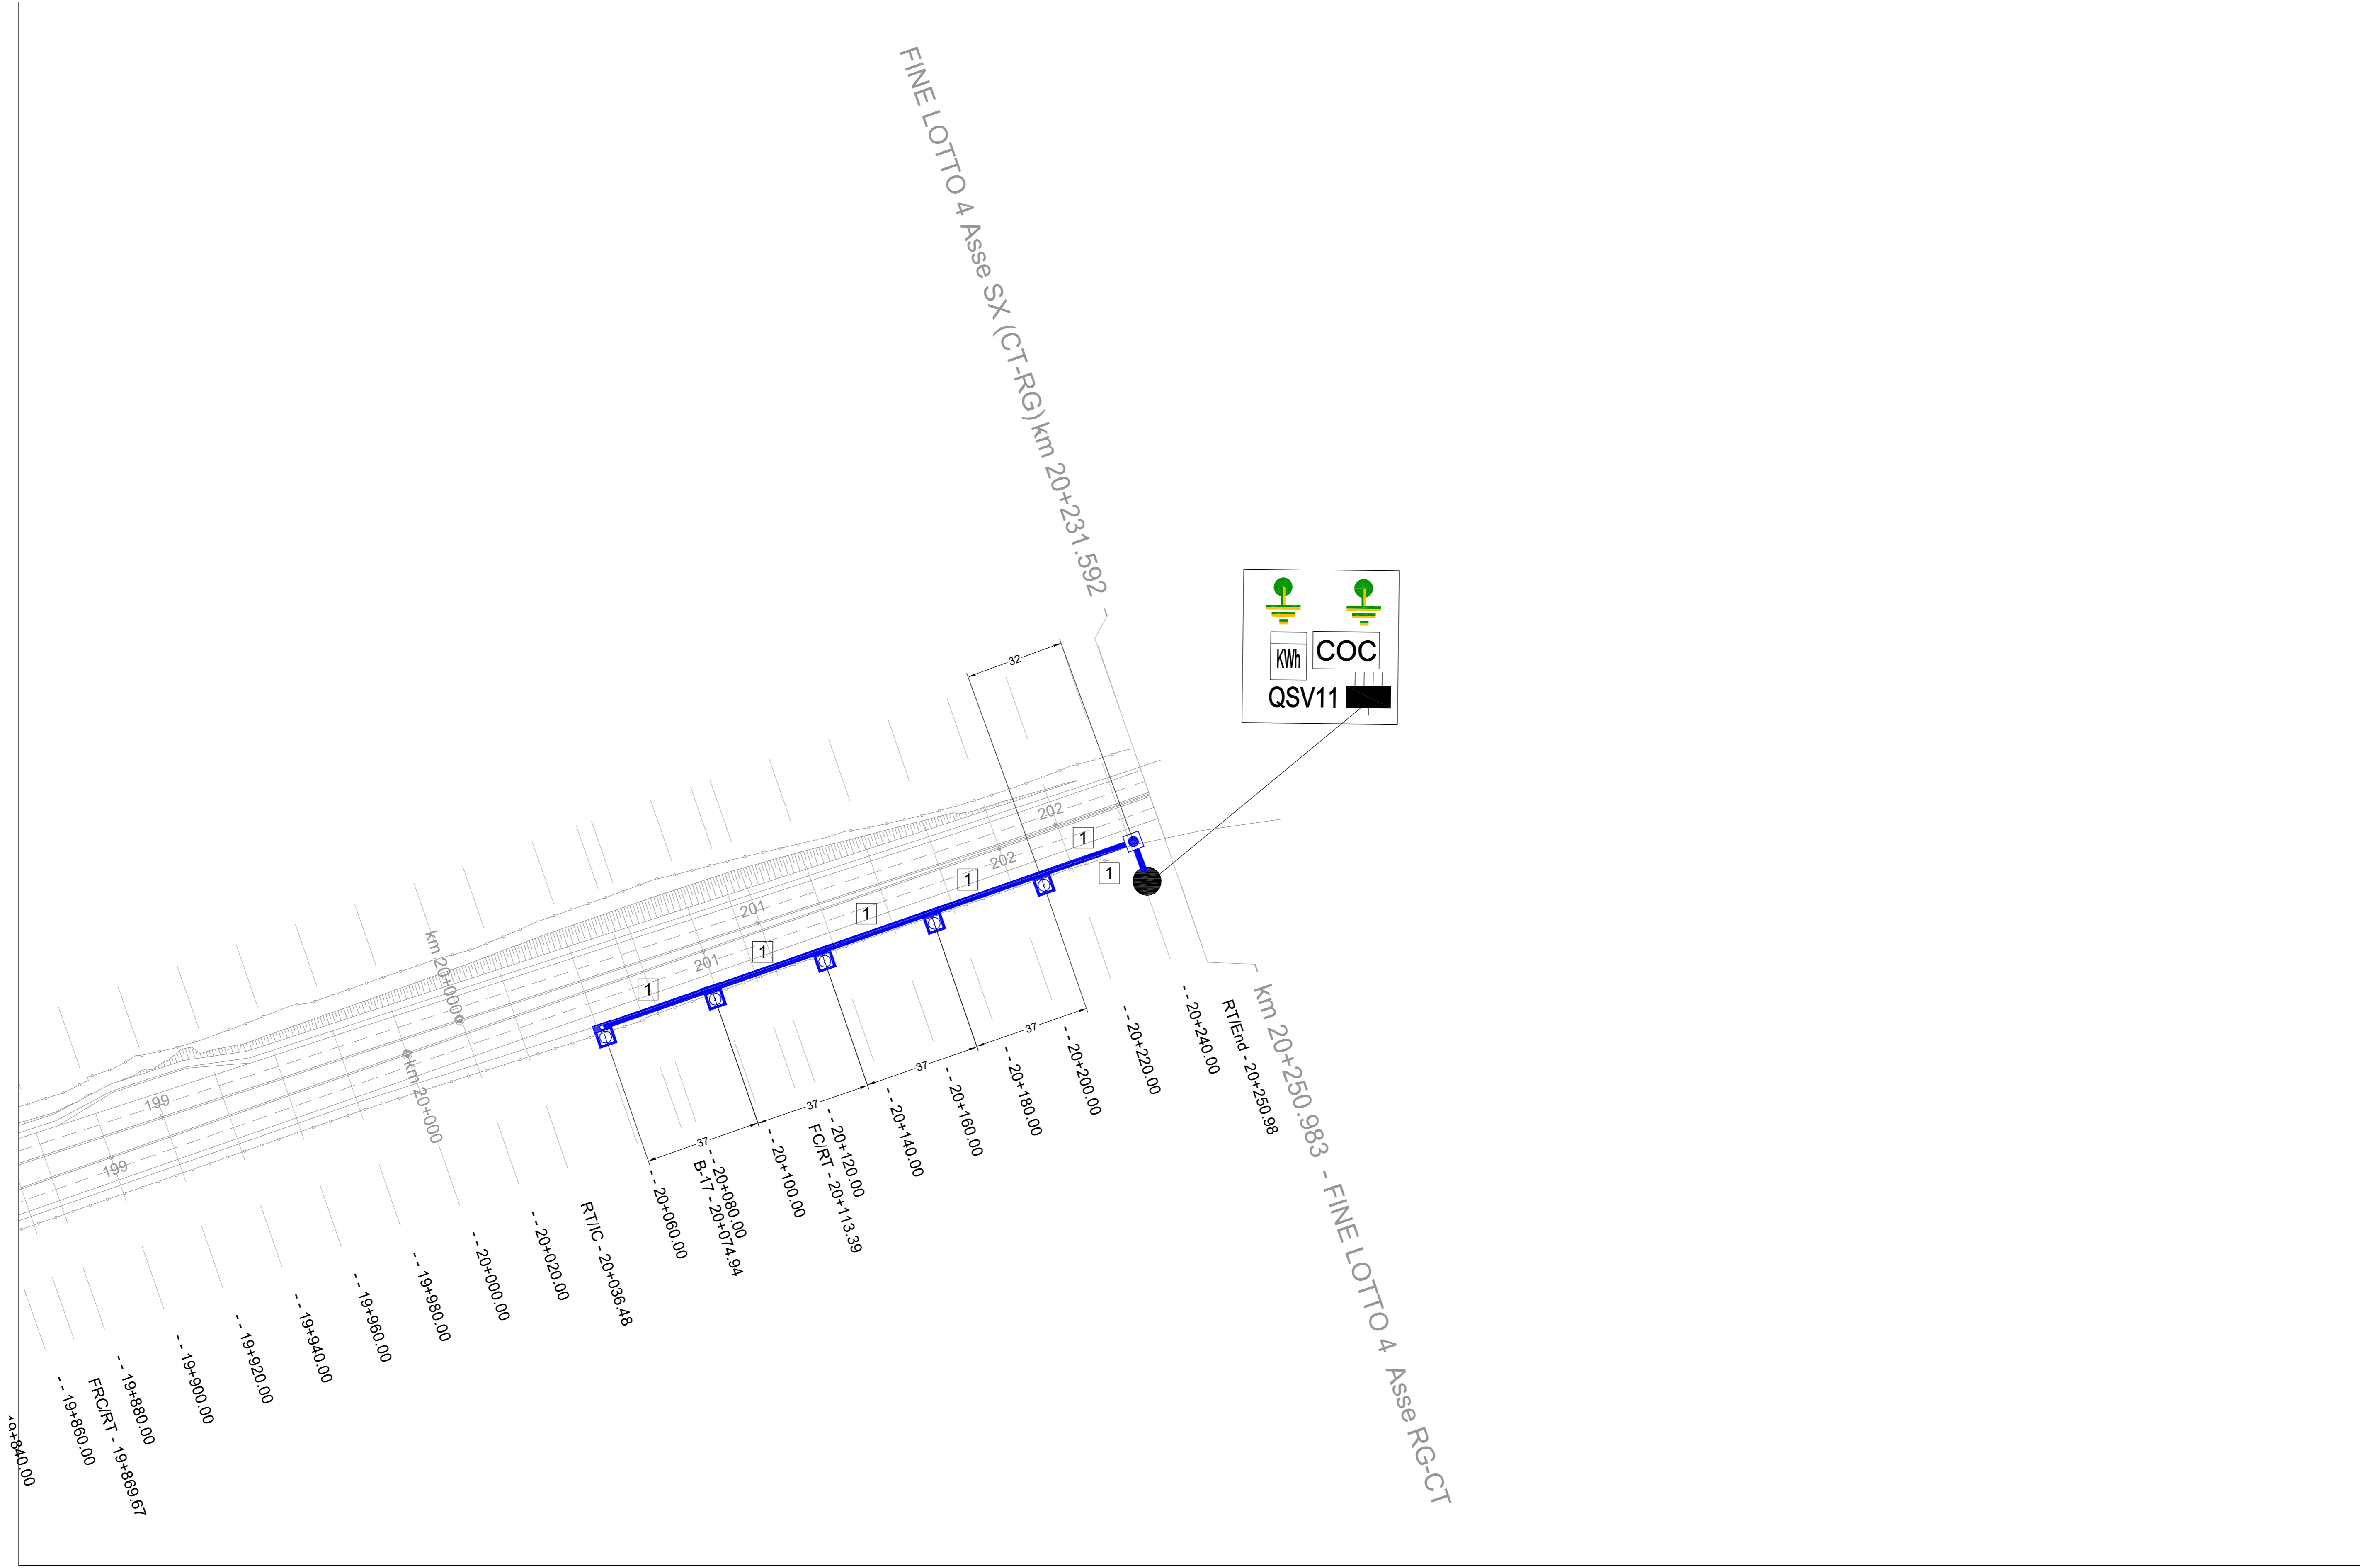 FINE LOTTO 4 Asse SX (CT-RG)km 20+231.592
KWh
COC
QSV11
32
202
202
201
201
199
199
km 20+000
km 20+000
1
1
1
1
1
1
37
37
37
37
19+840.00
- - 19+860.00
FRC/RT - 19+869.67
- - 19+880.00
- - 19+900.00
- - 19+920.00
- - 19+940.00
- - 19+960.00
- - 19+980.00
- - 20+000.00
- - 20+020.00
RT/IC - 20+036.48
- - 20+060.00
B-17 - 20+074.94
- - 20+080.00
- - 20+100.00
FC/RT - 20+113.39
- - 20+120.00
- - 20+140.00
- - 20+160.00
- - 20+180.00
- - 20+200.00
- - 20+220.00
- - 20+240.00
RT/End - 20+250.98
km 20+250.983 - FINE LOTTO 4 Asse RG-CT